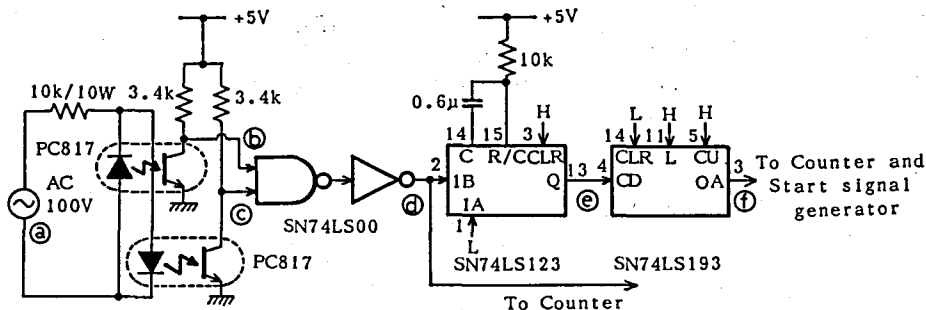 +5V
+5V
10k
10k/10W
3.4k
3.4k
0.6μ
H
L
H
H
14
15
3
14
11
5
PC817
ⓑ
C
R/C
CLR
CLR
L
CU
AC
100V
ⓐ
2
1B
Q
13
4
CD
OA
3
To Counter and
Start signal
generator
ⓒ
SN74LS00
ⓓ
1A
ⓔ
ⓕ
1
L
PC817
SN74LS123
SN74LS193
To Counter